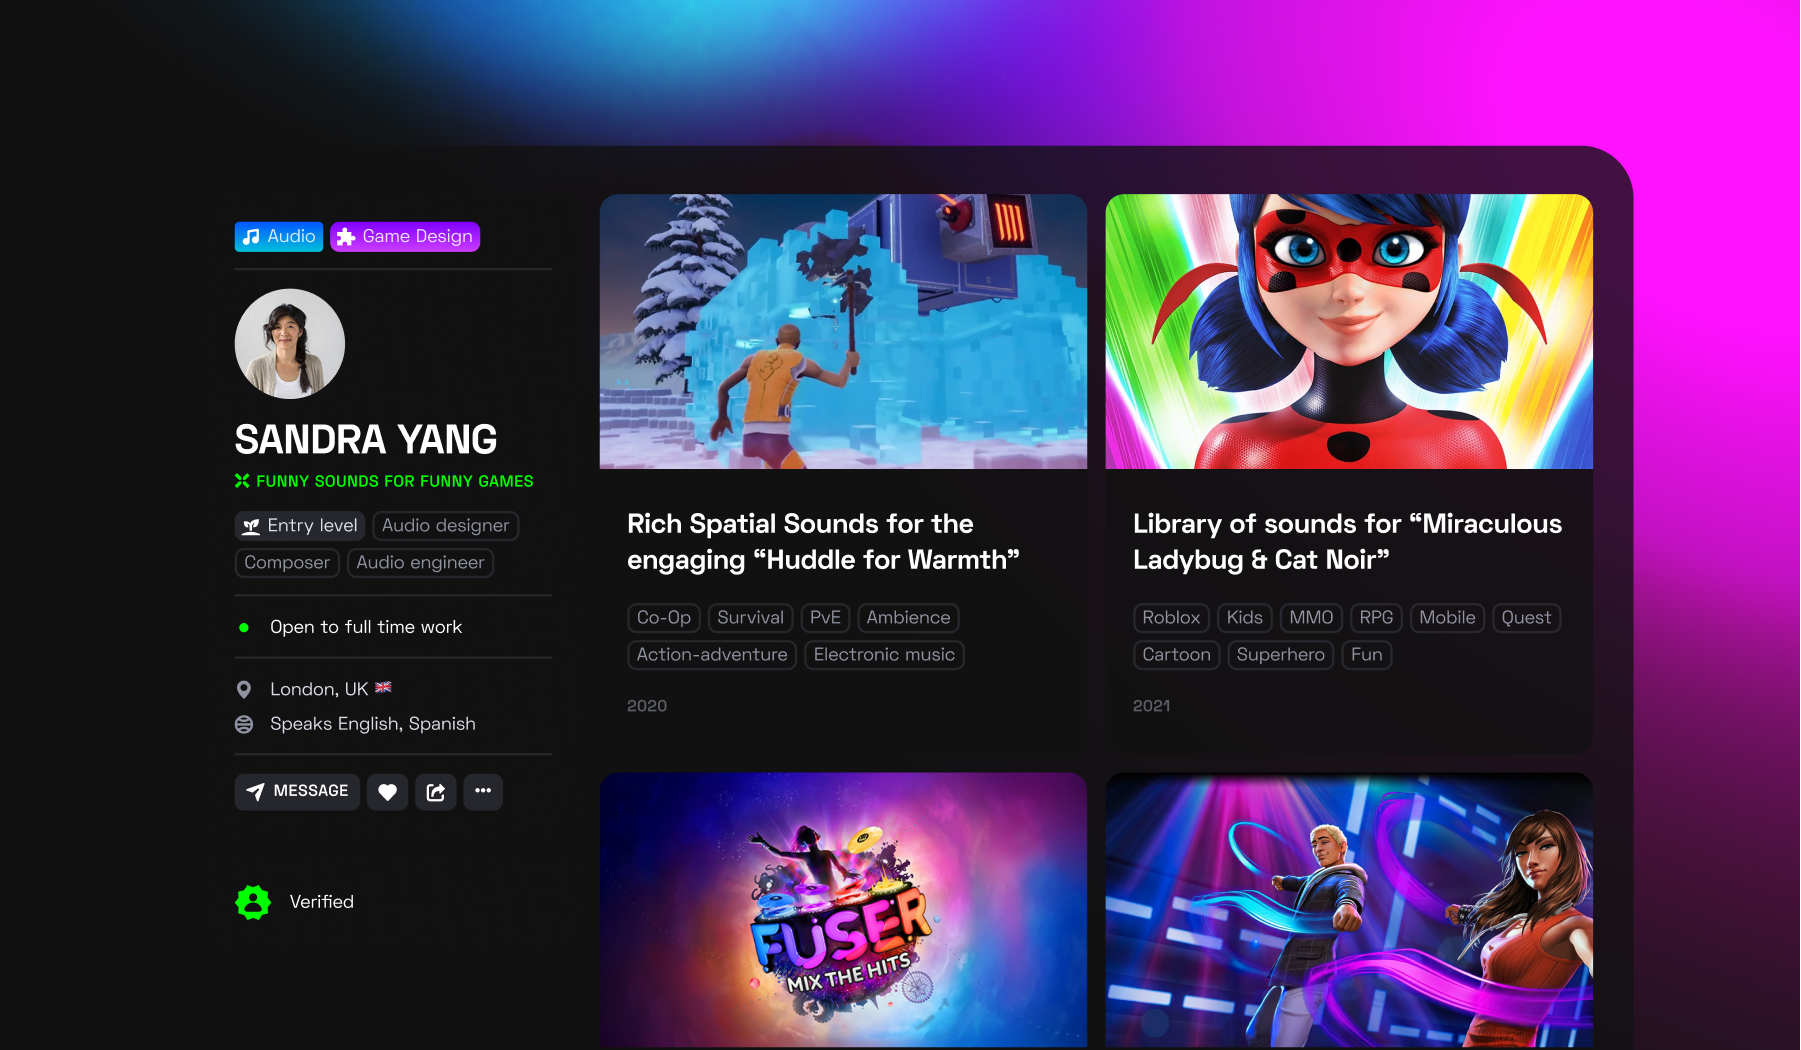 Audio Game Design
SANDRA YANG
FUNNY SOUNDS FOR FUNNY GAMES
Entry level Audio designer
Composer Audio engineer
Open to full time work
London, UK
Speaks English, Spanish
MESSAGE
Verified
Rich Spatial Sounds for the
engaging “Huddle for Warmth”
Co-Op Survival PvE Ambience
Action-adventure Electronic music
2020
Library of sounds for “Miraculous
Ladybug & Cat Noir”
Roblox Kids MMO RPG Mobile Quest
Cartoon Superhero Fun
2021
FUSER
MIX THE HITS